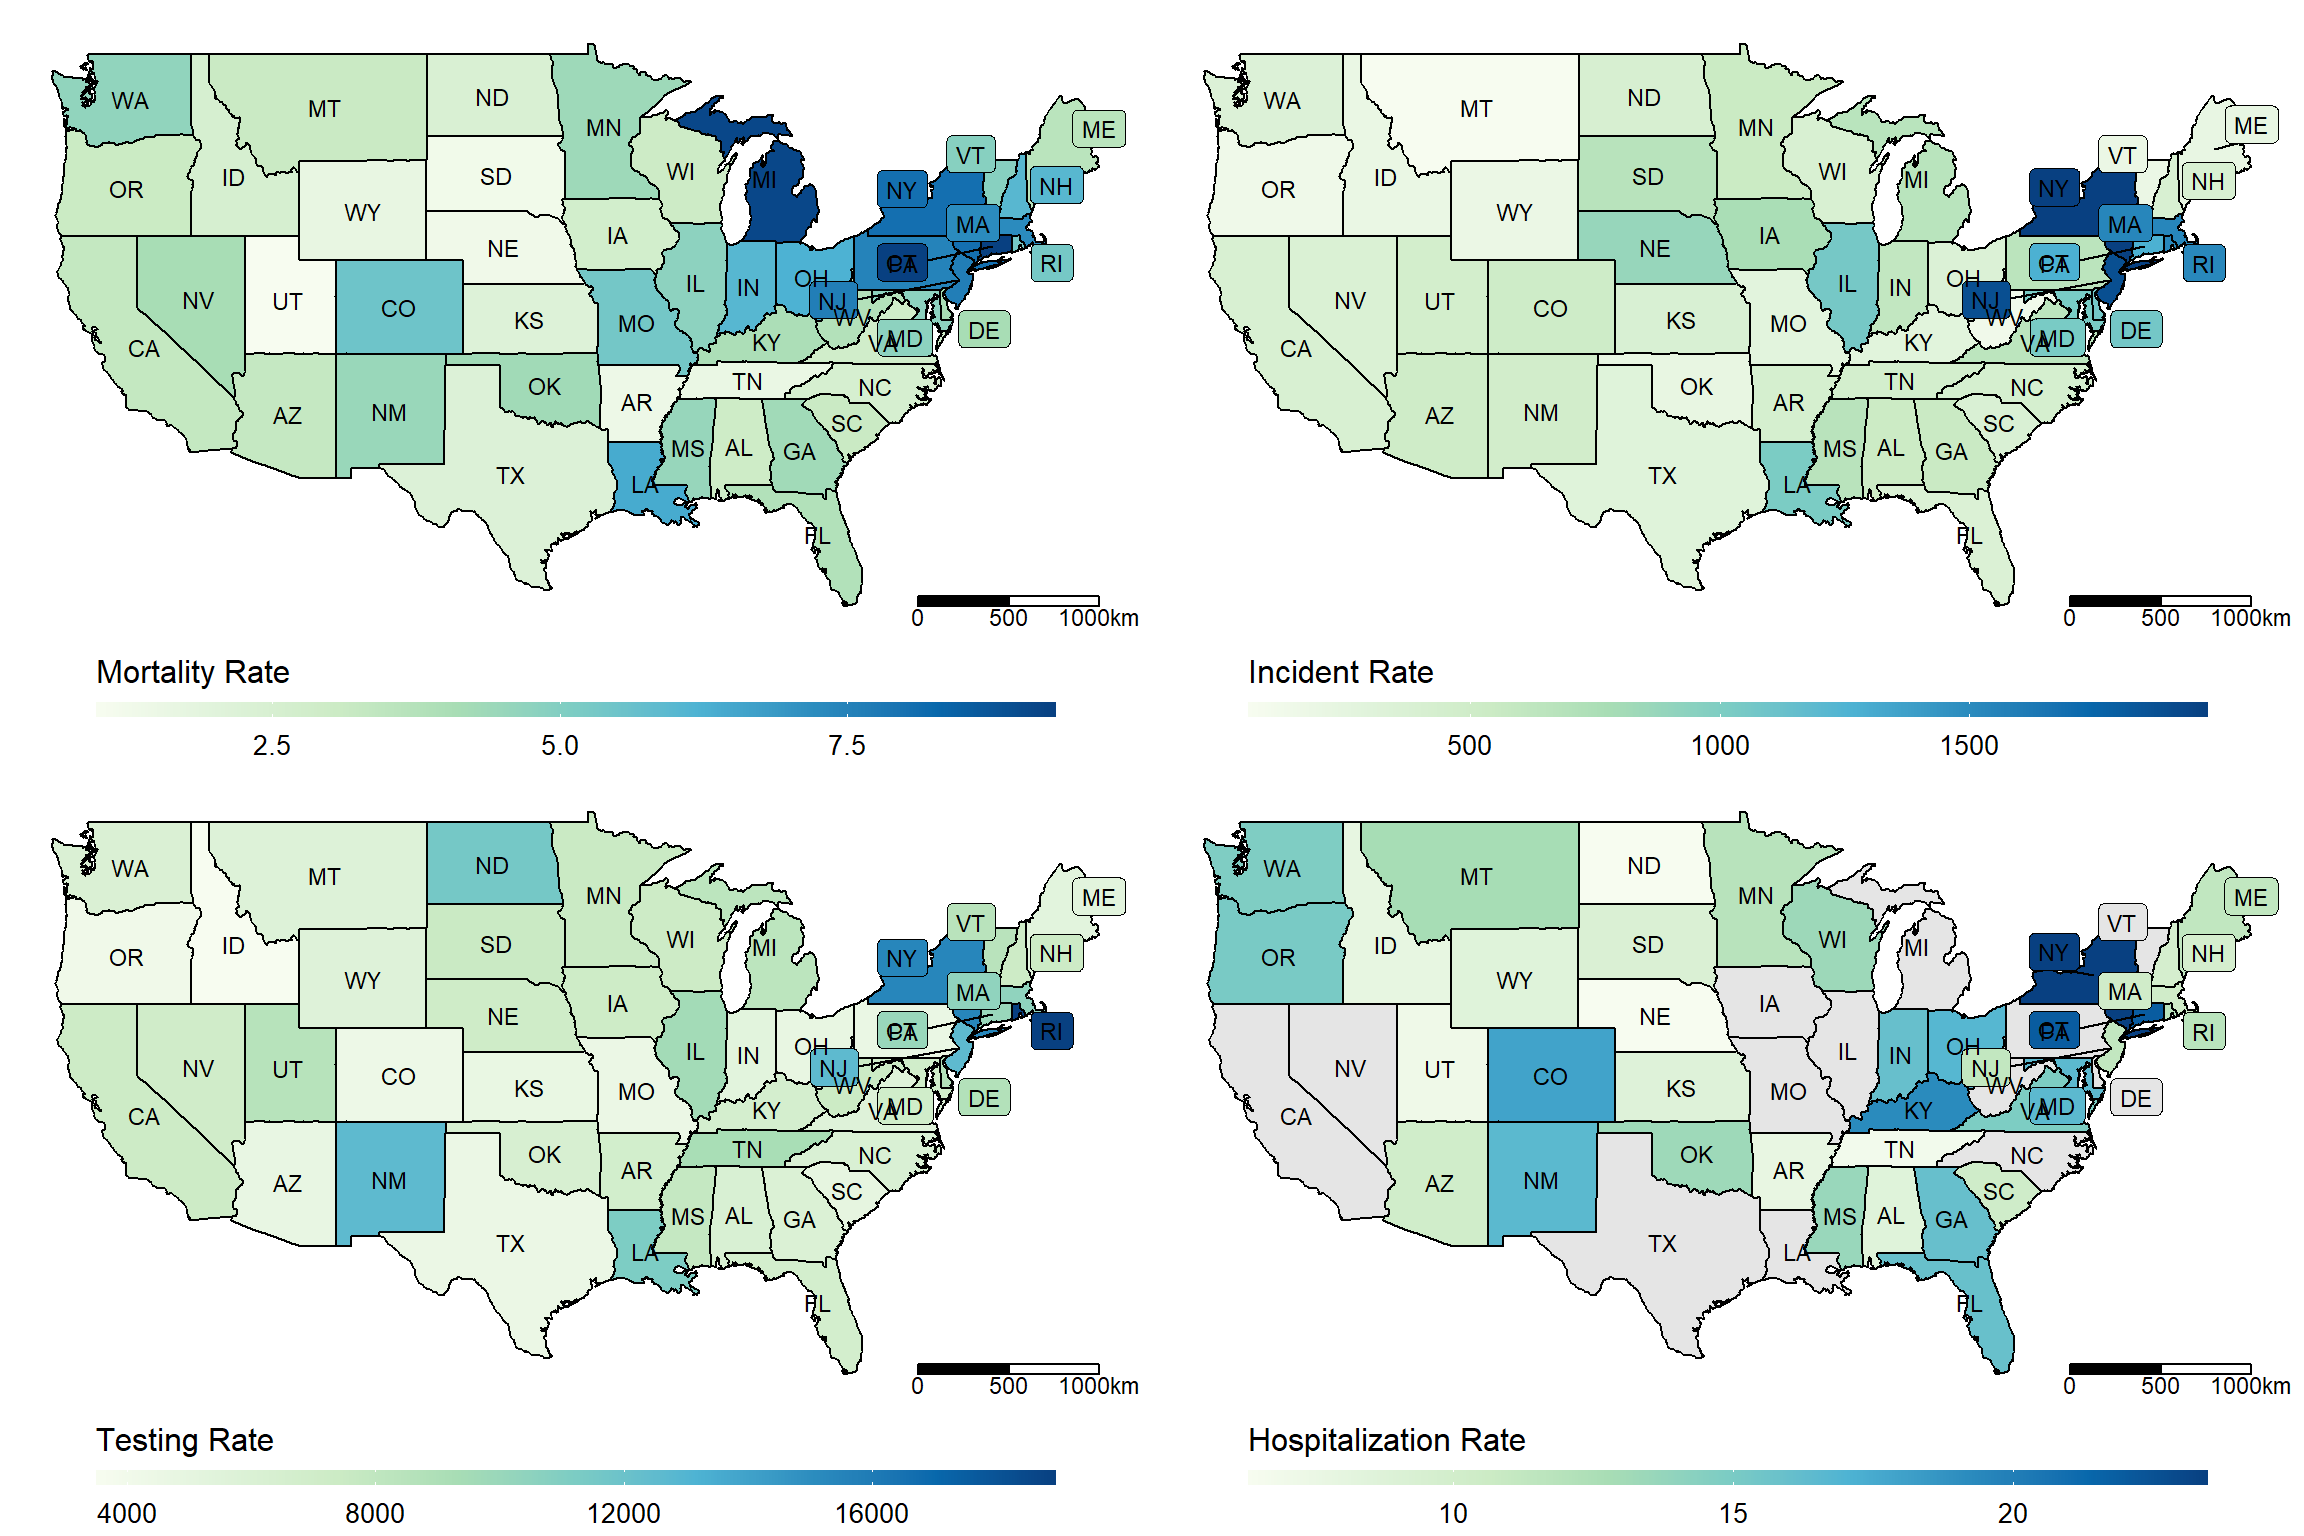 WA
MT
ND
MN
ME
VT
OR
ID
SD
WI
MI
NY
NH
WY
MA
NE
IA
RI
NV
UT
CO
IL
IN
OH
NJ
CA
KS
MO
WV
KY
VA
MD
DE
AZ
NM
OK
AR
TN
NC
SC
MS
AL
GA
TX
LA
FL
0 500 1000km
Mortality Rate
2.5 5.0 7.5
WA
MT
ND
MN
ME
VT
OR
ID
SD
WI
MI
NY
NH
WY
MA
NE
IA
RI
NV
UT
CO
IL
IN
OH
NJ
CA
KS
MO
WV
KY
VA
MD
DE
AZ
NM
OK
AR
TN
NC
SC
MS
AL
GA
TX
LA
FL
0 500 1000km
Incident Rate
500 1000 1500
WA
MT
ND
MN
ME
VT
OR
ID
SD
WI
MI
NY
NH
WY
MA
NE
IA
RI
NV
UT
CO
IL
IN
OH
NJ
CA
KS
MO
WV
KY
VA
MD
DE
AZ
NM
OK
AR
TN
NC
SC
MS
AL
GA
TX
LA
FL
0 500 1000km
Testing Rate
4000 8000 12000 16000
WA
MT
ND
MN
ME
VT
OR
ID
SD
WI
MI
NY
NH
WY
MA
NE
IA
RI
NV
UT
CO
IL
IN
OH
NJ
CA
KS
MO
WV
KY
VA
MD
DE
AZ
NM
OK
AR
TN
NC
SC
MS
AL
GA
TX
LA
FL
0 500 1000km
Hospitalization Rate
10 15 20